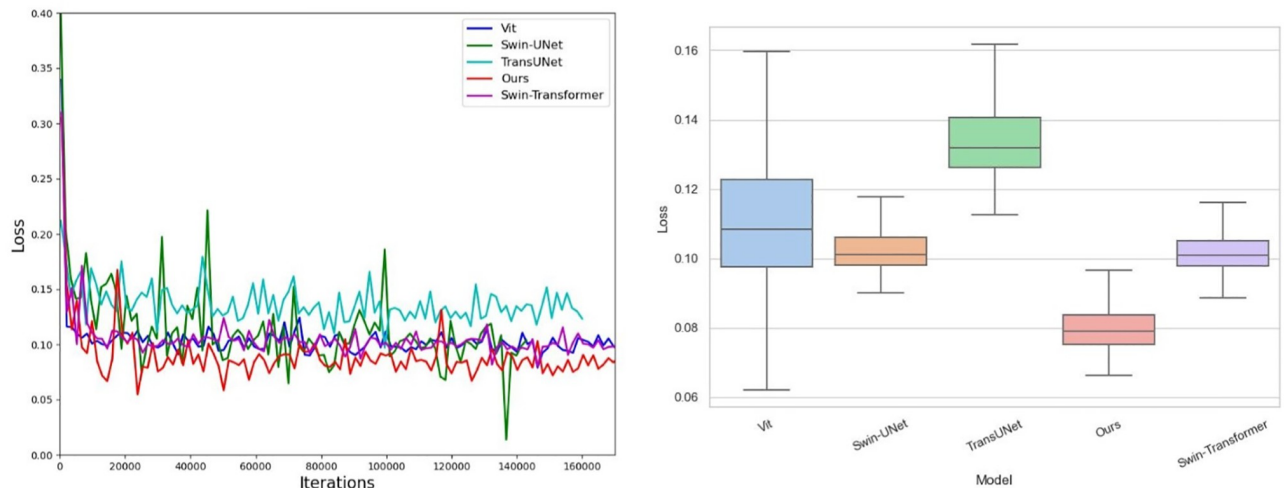 0.40
0.35
0.30
0.25
0.20
0.15
0.10
0.05
0.00
Loss
Vit
Swin-UNet
TransUNet
Ours
Swin-Transformer
0 20000 40000 60000 80000 100000 120000 140000 160000
Iterations
0.16
0.14
0.12
0.10
0.08
0.06
Loss
Vit Swin-UNet TransUNet Ours Swin-Transformer
Model